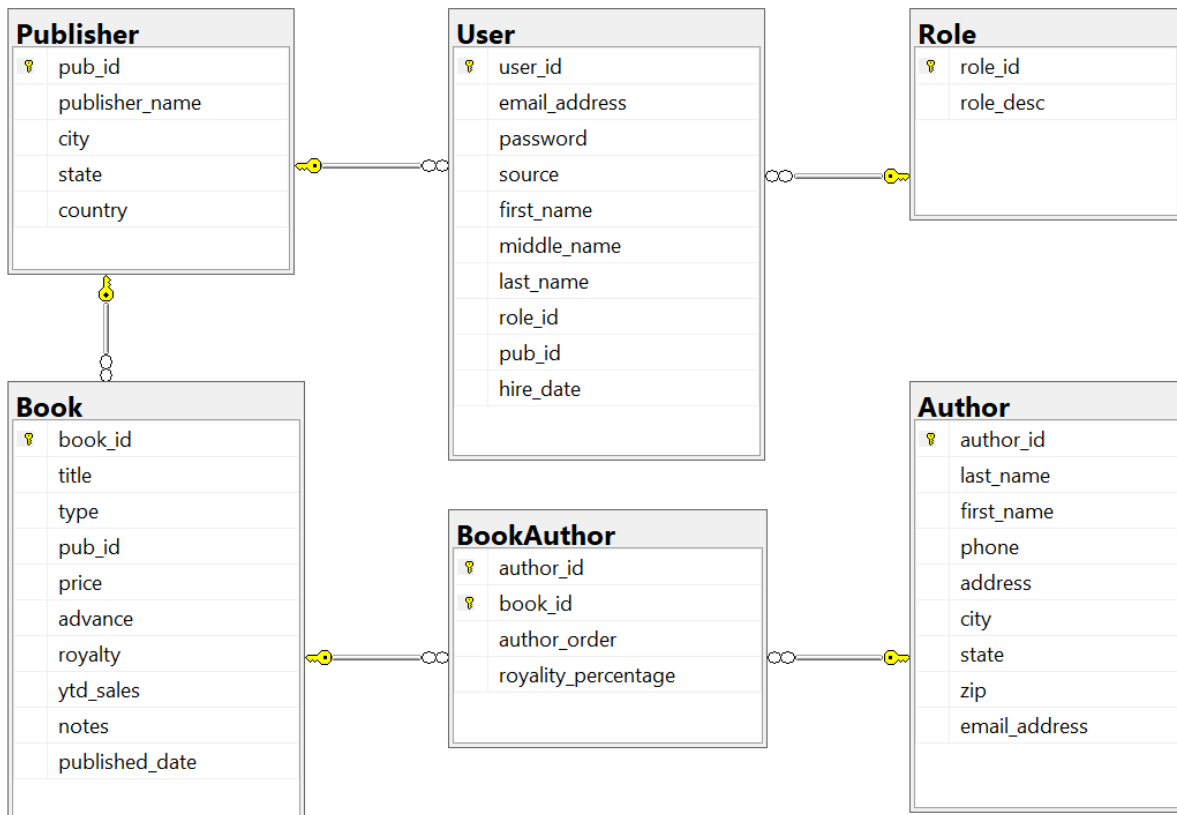 Publisher
pub_id
publisher_name
city
state
country
User
user_id
email_address
password
source
first_name
middle_name
last_name
role_id
pub_id
hire_date
Role
role_id
role_desc
Book
book_id
title
type
pub_id
price
advance
royalty
ytd_sales
notes
published_date
BookAuthor
author_id
book_id
author_order
royality_percentage
Author
author_id
last_name
first_name
phone
address
city
state
zip
email_address